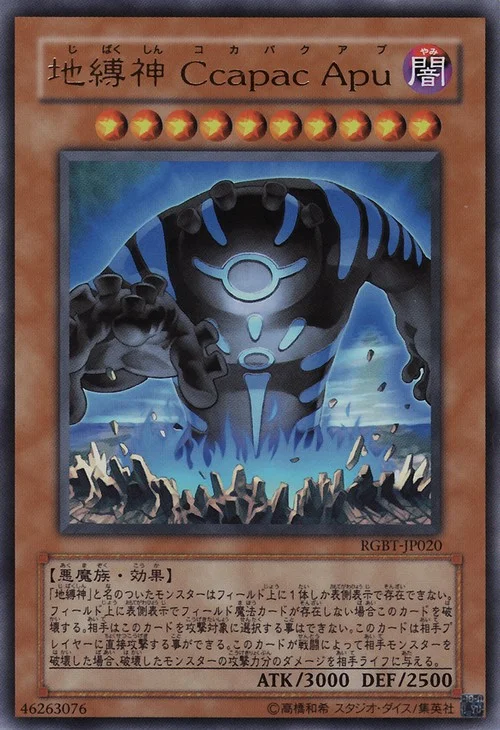 じばくしん コカパクアプ
地縛神 Ccapac Apu
やみ
闇
RGBT-JP020
あくまぞく こうか
【悪魔族・効果】
「地縛神」と名のついたモンスターはフィールド上に1体しか表側表示で存在できない。
フィールド上に表側表示でフィールド魔法カードが存在しない場合このカードを破
壊する。相手はこのカードを攻撃対象に選択する事はできない。このカードは相手プ
レイヤーに直接攻撃する事ができる。このカードが戦闘によって相手モンスターを
破壊した場合、破壊したモンスターの攻撃力分のダメージを相手ライフに与える。
ATK/3000 DEF/2500
46263076 ©高橋和希 スタジオ・ダイス/集英社